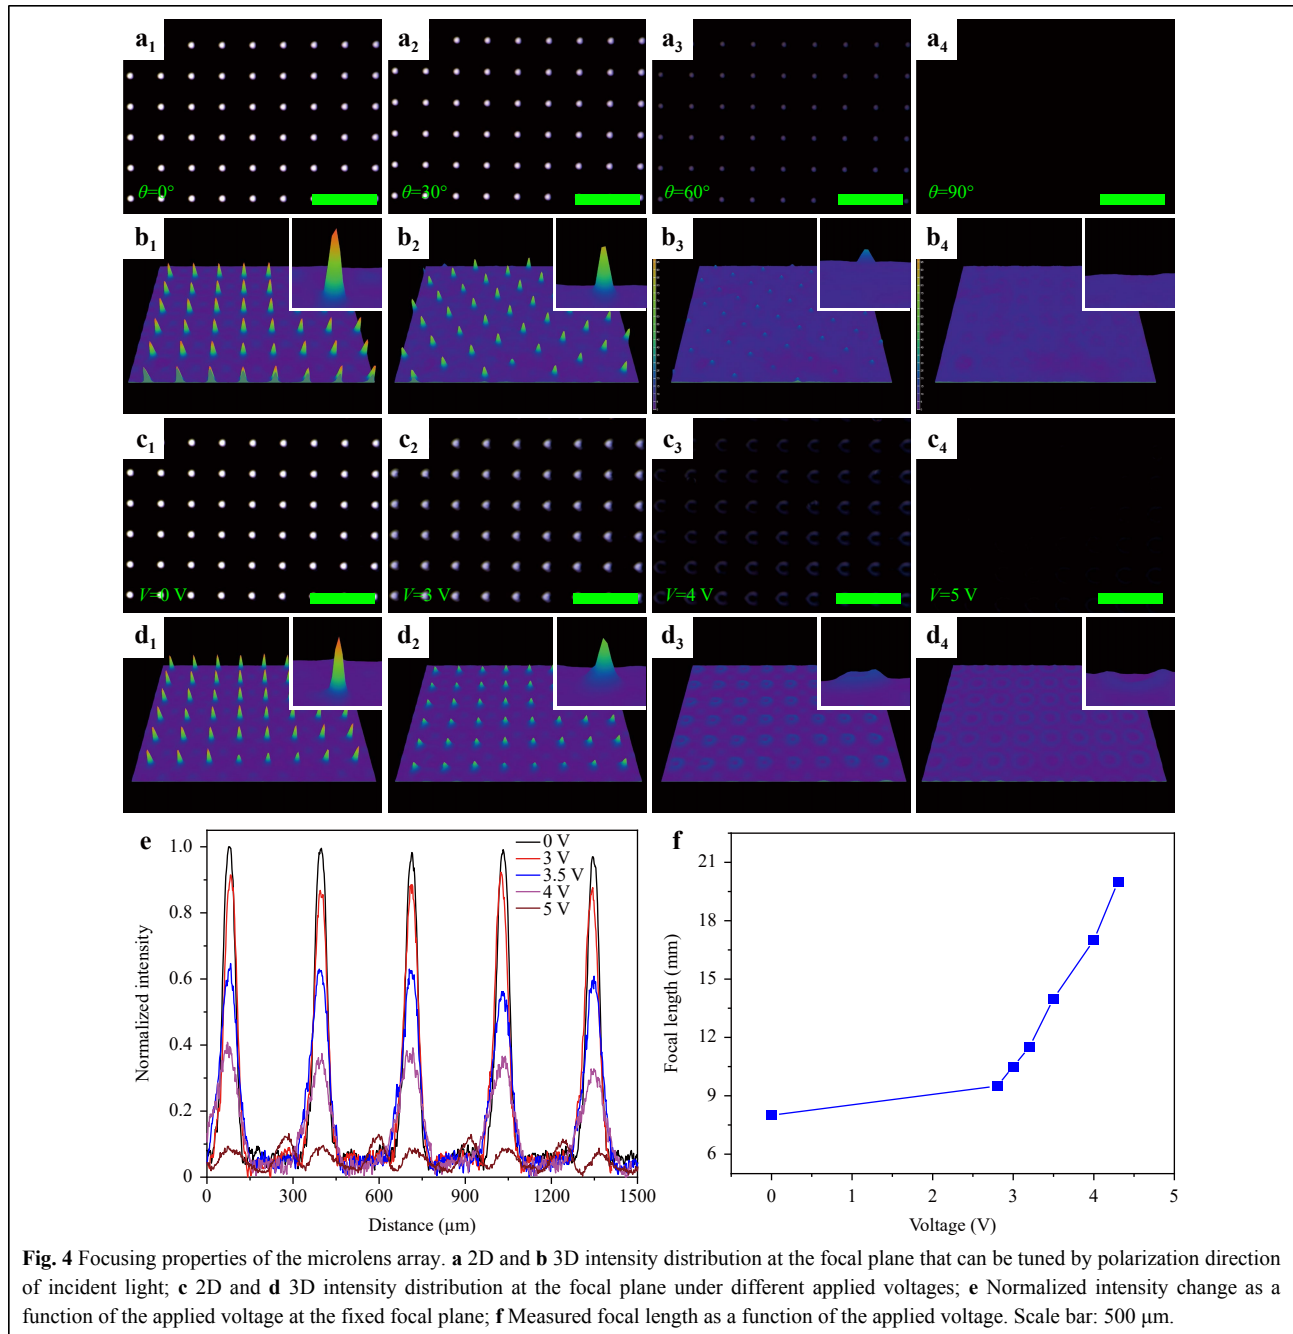 a1 a2 a3 a4
θ=0° θ=30° θ=60° θ=90°
b1 b2 b3 b4
c1 c2 c3 c4
V=0 V V=3 V V=4 V V=5 V
d1 d2 d3 d4
e
1.0
0.8
0.6
0.4
0.2
0
0 300 600 900 1200 1500
Normalized intensity
Distance (µm)
0 V
3 V
3.5 V
4 V
5 V
f
21
18
15
12
9
6
0 1 2 3 4 5
Focal length (mm)
Voltage (V)
Fig. 4 Focusing properties of the microlens array. a 2D and b 3D intensity distribution at the focal plane that can be tuned by polarization direction
of incident light; c 2D and d 3D intensity distribution at the focal plane under different applied voltages; e Normalized intensity change as a
function of the applied voltage at the fixed focal plane; f Measured focal length as a function of the applied voltage. Scale bar: 500 µm.